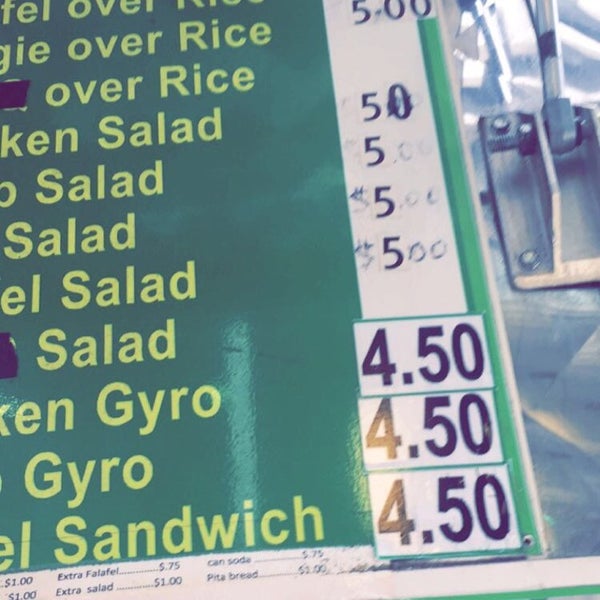 fel over Rice 5.00
gie over Rice
over Rice
ken Salad 50
p Salad 5.00
Salad $5.00
el Salad $500
Salad 4.50
ken Gyro 4.50
Gyro 4.50
el Sandwich
$1.00 Extra Falafel............$.75 can soda ............ $.75
$1.00 Extra salad ............$1.00 Pita bread............ $1.00